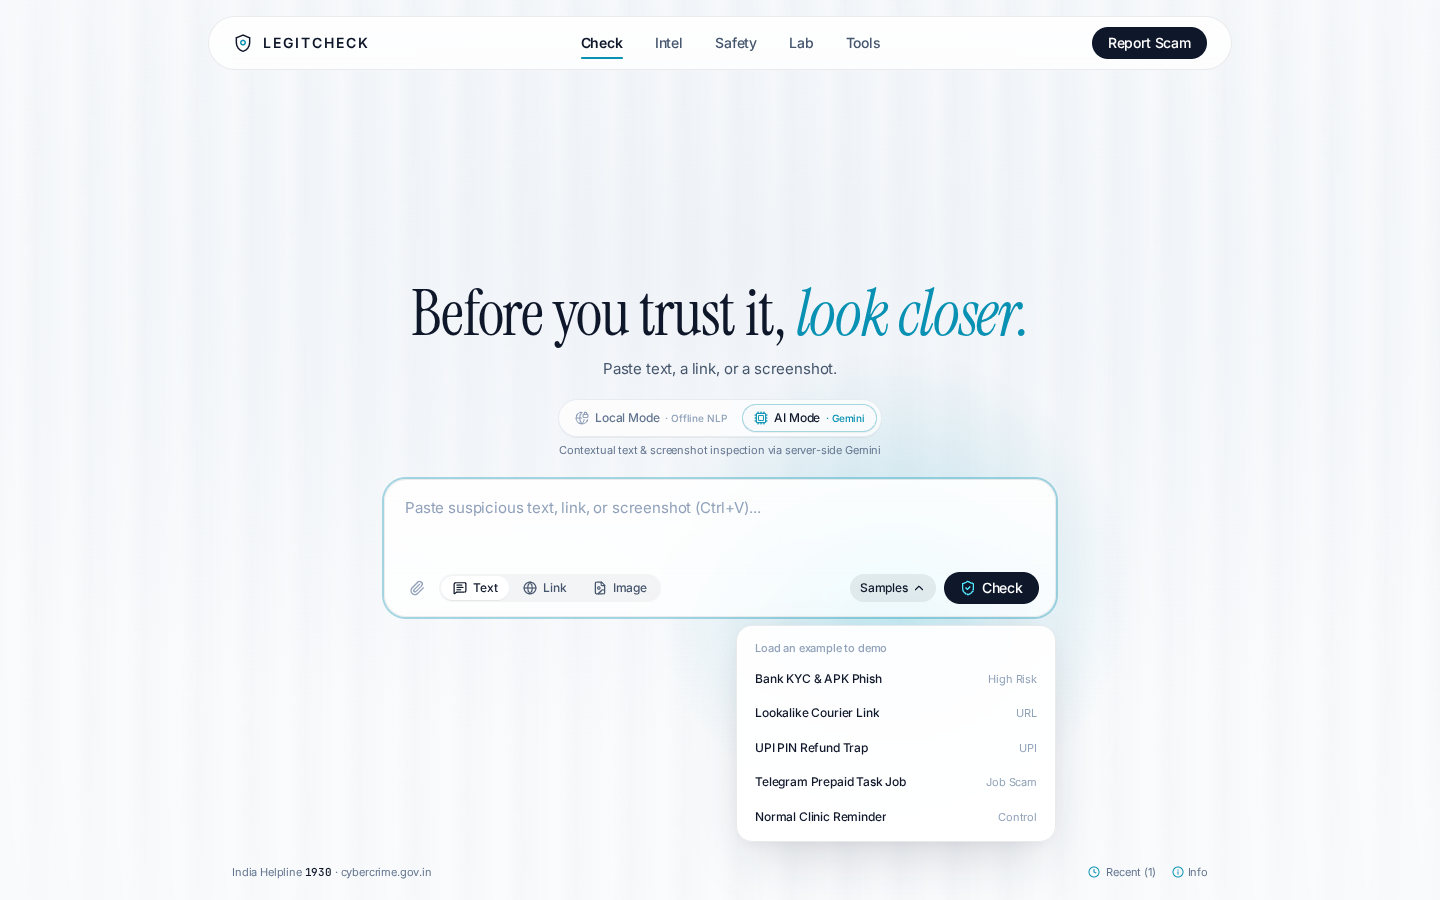 LEGITCHECK
Check
Intel
Safety
Lab
Tools
Report Scam
Before you trust it, look closer.
Paste text, a link, or a screenshot.
Local Mode · Offline NLP
AI Mode · Gemini
Contextual text & screenshot inspection via server-side Gemini
Paste suspicious text, link, or screenshot (Ctrl+V)...
Text
Link
Image
Samples
Check
Load an example to demo
Bank KYC & APK Phish High Risk
Lookalike Courier Link URL
UPI PIN Refund Trap UPI
Telegram Prepaid Task Job Job Scam
Normal Clinic Reminder Control
India Helpline 1930 · cybercrime.gov.in
Recent (1)
Info